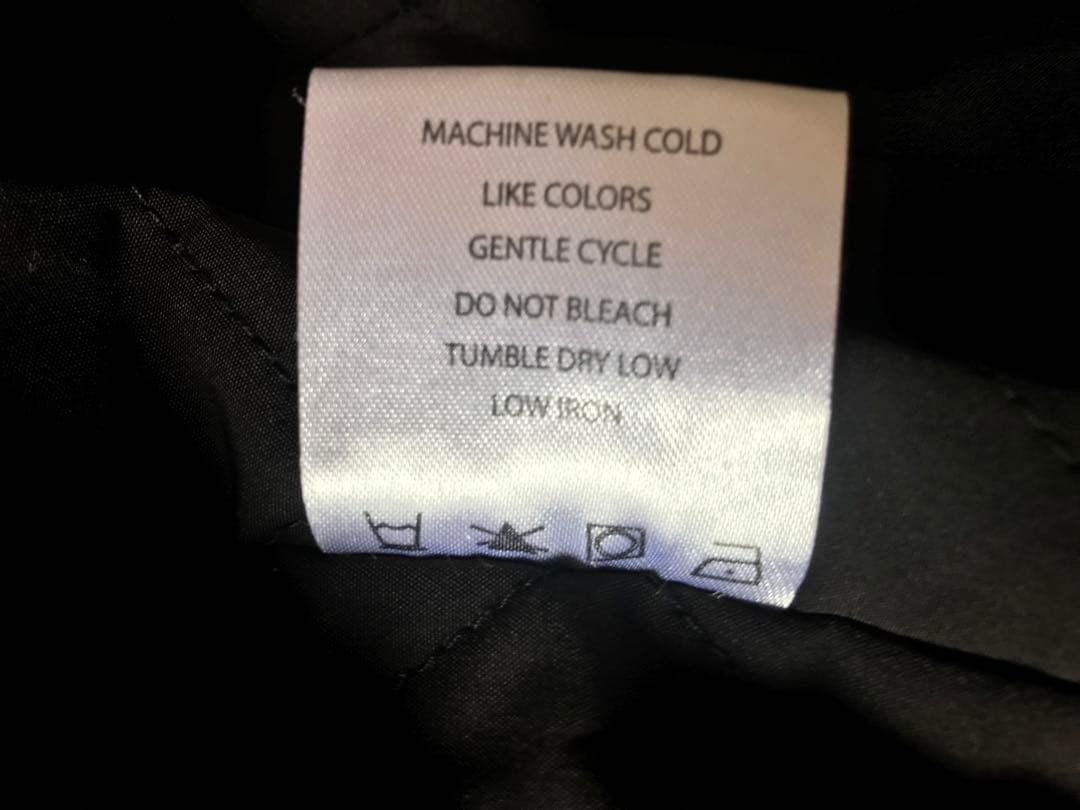 MACHINE WASH COLD
LIKE COLORS
GENTLE CYCLE
DO NOT BLEACH
TUMBLE DRY LOW
LOW IRON